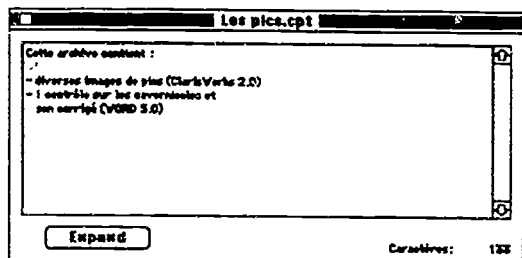 Les pics.cpt
Cette archive contient :
- diverses images de pics (ClarisWorks 2.0)
- 1 contrôle sur les cavernicoles et
son corrigé (WORD 5.0)
Expand
Caractères: